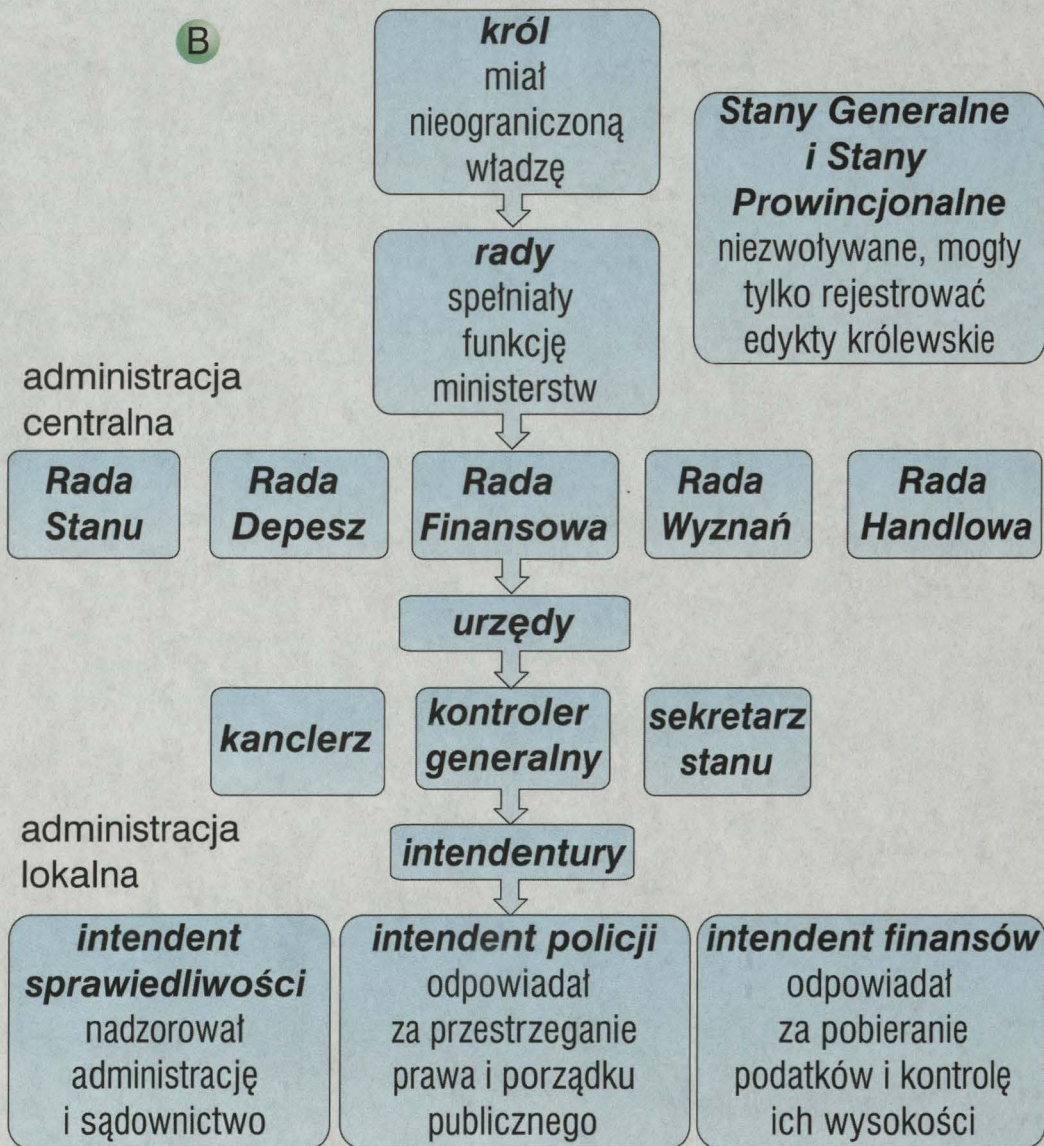 B
król
miał
nieograniczoną
władzę
Stany Generalne
i Stany
Prowincjonalne
niezwoływane, mogły
tylko rejestrować
edykty królewskie
rady
spełniały
funkcję
ministerstw
administracja
centralna
Rada
Stanu
Rada
Depesz
Rada
Finansowa
Rada
Wyznań
Rada
Handlowa
urzędy
kanclerz
kontroler
generalny
sekretarz
stanu
administracja
lokalna
intendentury
intendent
sprawiedliwości
nadzorował
administrację
i sądownictwo
intendent policji
odpowiadał
za przestrzeganie
prawa i porządku
publicznego
intendent finansów
odpowiadał
za pobieranie
podatków i kontrolę
ich wysokości